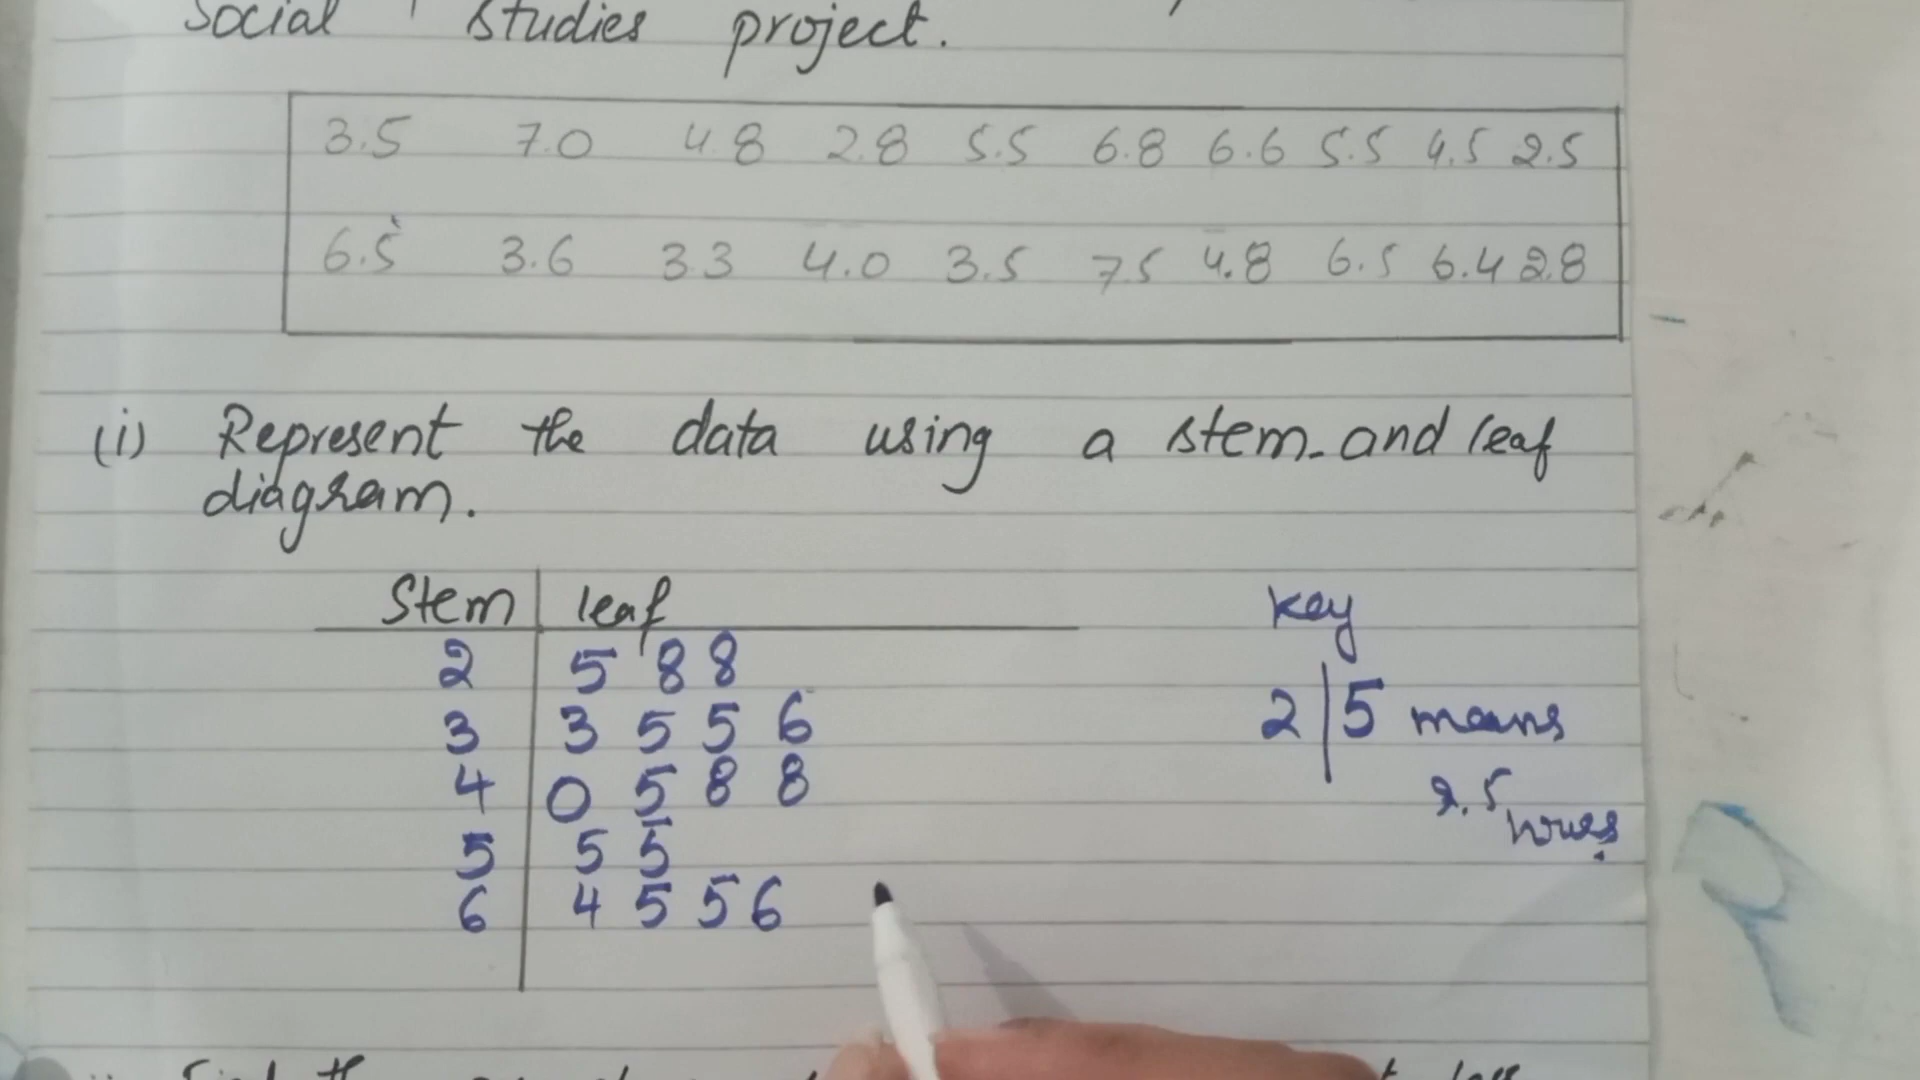 Social studies project.
3.5 7.0 4.8 2.8 5.5 6.8 6.6 5.5 4.5 2.5
6.5 3.6 3.3 4.0 3.5 7.5 4.8 6.5 6.4 2.8
(i) Represent the data using a stem-and leaf
diagram.
Stem leaf
2 5 8 8
3 3 5 5 6
4 0 5 8 8
5 5 5
6 4 5 5 6
key
2 | 5 means
2.5
hours